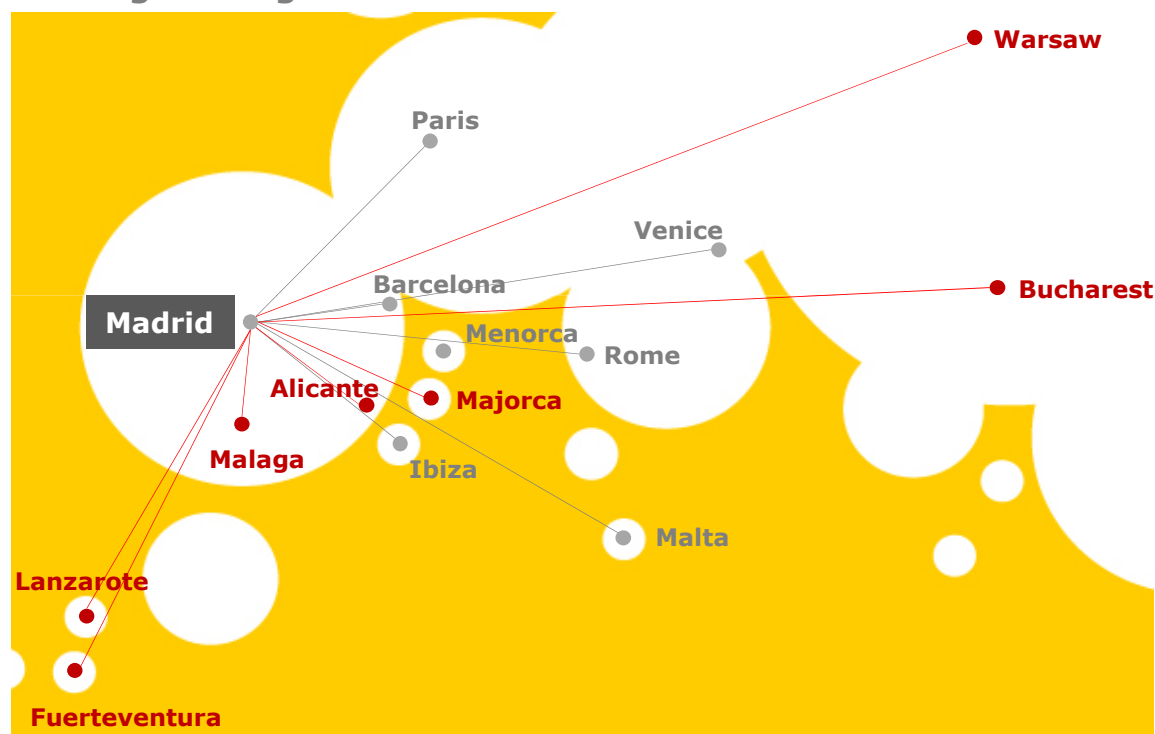 Warsaw
Paris
Venice
Barcelona
Bucharest
Madrid
Menorca
Rome
Alicante
Majorca
Malaga
Ibiza
Malta
Lanzarote
Fuerteventura